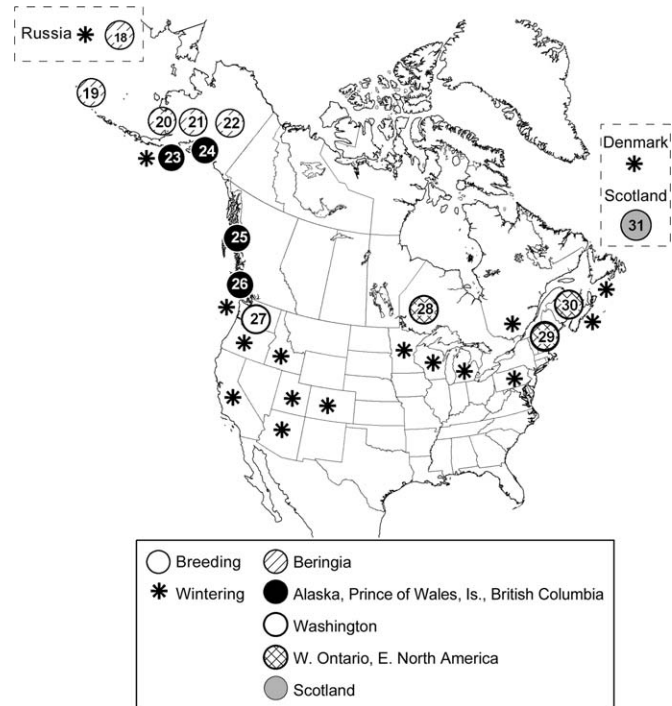 Russia 18
19
20 21 22
23 24
Denmark
Scotland
31
25
26
27
28
30
29
Breeding Beringia
Wintering Alaska, Prince of Wales, Is., British Columbia
Washington
W. Ontario, E. North America
Scotland